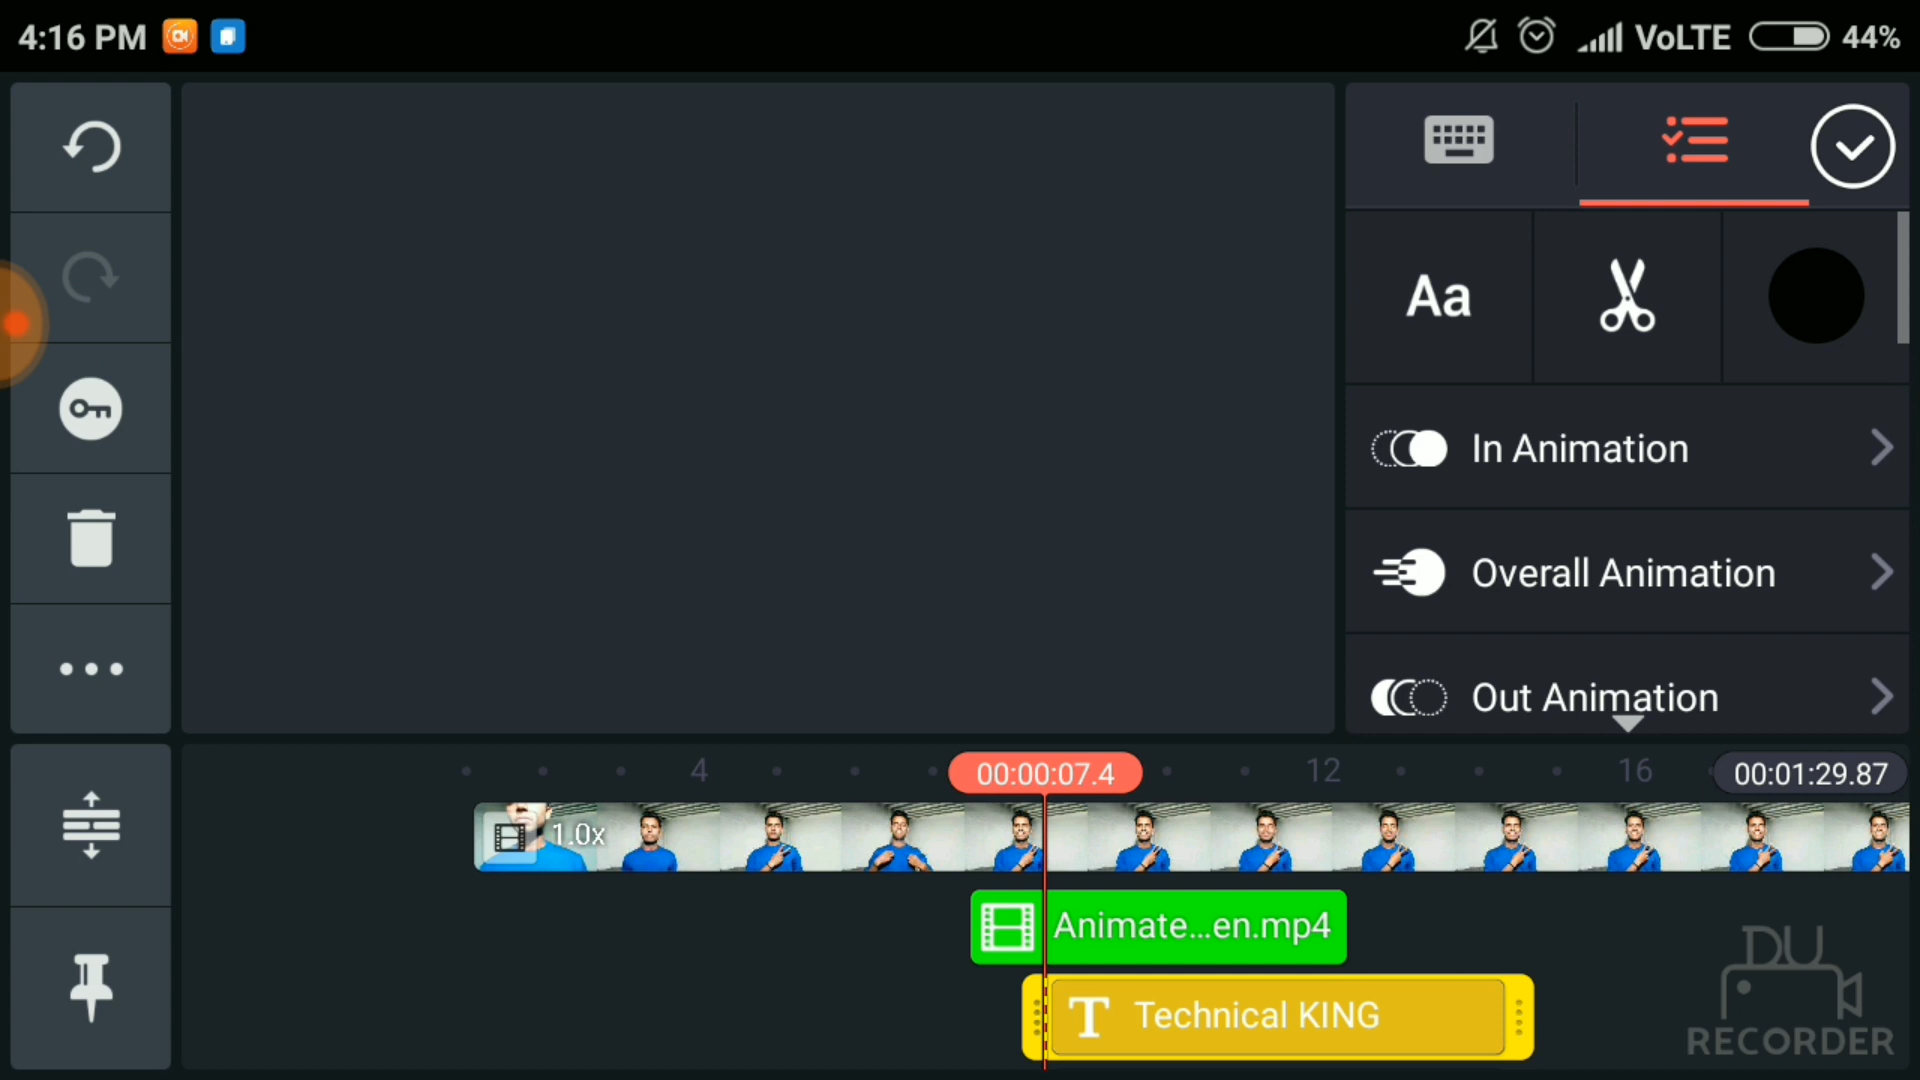 4:16 PM
VoLTE 44%
Aa
In Animation
Overall Animation
Out Animation
4
00:00:07.4
12
16
00:01:29.87
1.0x
Animate...en.mp4
T Technical KING
DU
RECORDER